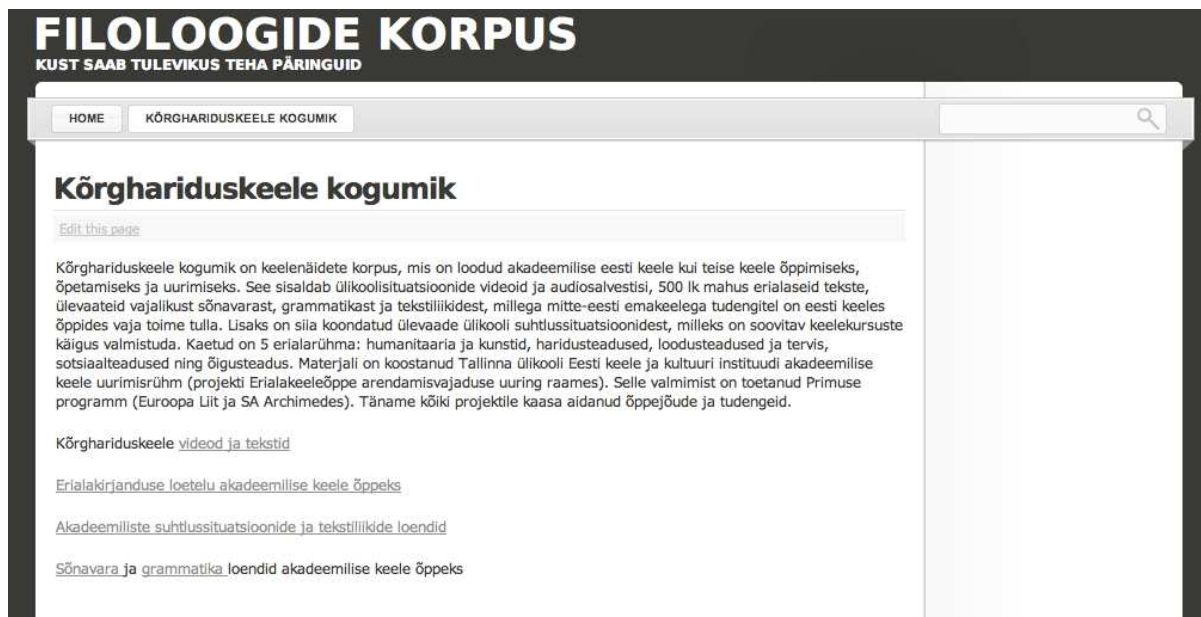 FILOLOOGIDE KORPUS
KUST SAAB TULEVIKUS TEHA PÄRINGUID
HOME KÕRGHARIDUSKEELE KOGUMIK
Kõrghariduskeele kogumik
Edit this page
Kõrghariduskeele kogumik on keelenäidete korpus, mis on loodud akadeemilise eesti keele kui teise keele õppimiseks,
õpetamiseks ja uurimiseks. See sisaldab ülikoolisituatsioonide videoid ja audiosalvestisi, 500 lk mahus erialaseid tekste,
ülevaateid vajalikust sõnavarast, grammatikast ja tekstiliikidest, millega mitte-eesti emakeelega tudengitel on eesti keeles
õppides vaja toime tulla. Lisaks on siia koondatud ülevaade ülikooli suhtlussituatsioonidest, milleks on soovitav keelekursuste
käigus valmistuda. Kaetud on 5 erialarühma: humanitaaria ja kunstid, haridusteadused, loodusteadused ja tervis,
sotsiaalteadused ning õigusteadus. Materjali on koostanud Tallinna ülikooli Eesti keele ja kultuuri instituudi akadeemilise
keele uurimisrühm (projekti Erialakeeleõppe arendamisvajaduse uuring raames). Selle valmimist on toetanud Primuse
programm (Euroopa Liit ja SA Archimedes). Täname kõiki projektile kaasa aidanud õppejõude ja tudengeid.
Kõrghariduskeele videod ja tekstid
Erialakirjanduse loetelu akadeemilise keele õppeks
Akadeemiliste suhtlussituatsioonide ja tekstiliikide loendid
Sõnavara ja grammatika loendid akadeemilise keele õppeks